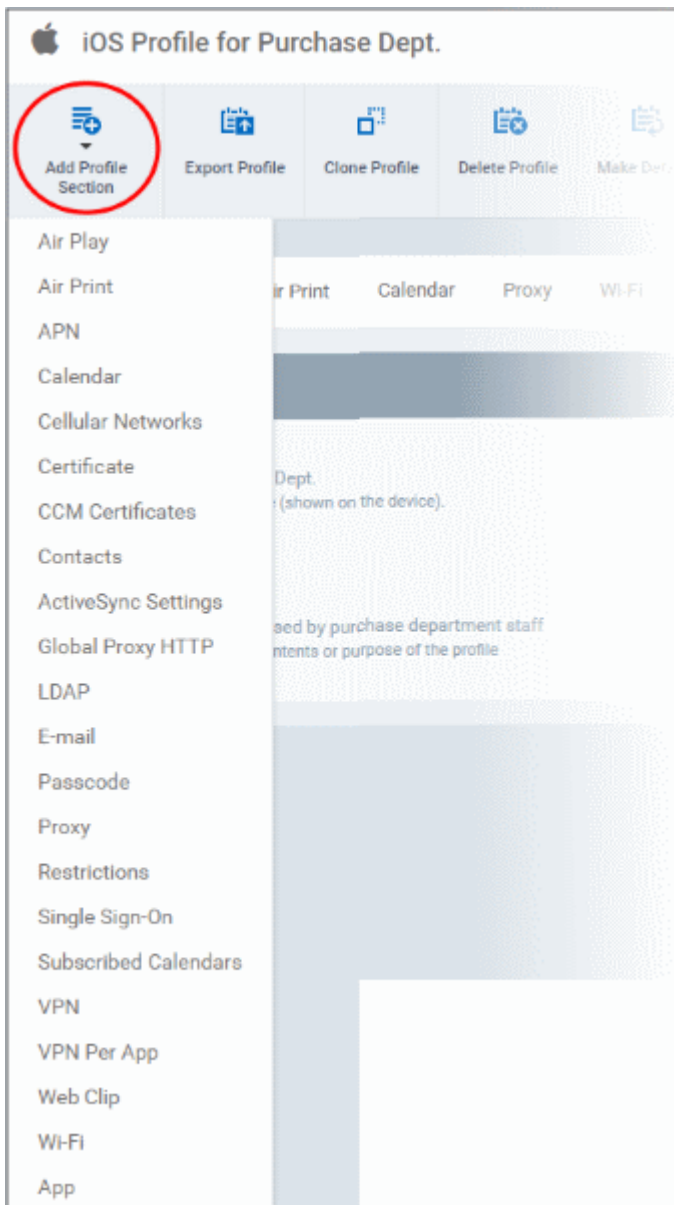 iOS Profile for Purchase Dept.
Add Profile
Section
Export Profile
Clone Profile
Delete Profile
Make
Air Play
Air Print
ir Print Calendar Proxy Wi-Fi
APN
Calendar
Cellular Networks
Certificate
Dept.
(shown on the device).
CCM Certificates
Contacts
ActiveSync Settings
sed by purchase department staff
Global Proxy HTTP
ntents or purpose of the profile
LDAP
E-mail
Passcode
Proxy
Restrictions
Single Sign-On
Subscribed Calendars
VPN
VPN Per App
Web Clip
Wi-Fi
App